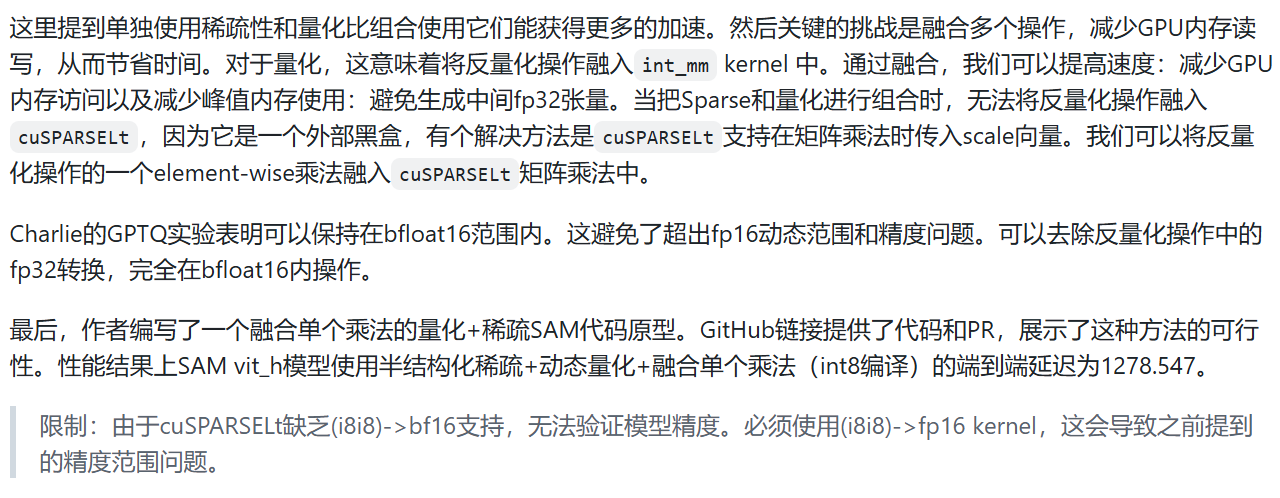 这里提到单独使用稀疏性和量化比组合使用它们能获得更多的加速。然后关键的挑战是融合多个操作，减少GPU内存读
写，从而节省时间。对于量化，这意味着将反量化操作融入 int_mm kernel 中。通过融合，我们可以提高速度：减少GPU
内存访问以及减少峰值内存使用：避免生成中间fp32张量。当把Sparse和量化进行组合时，无法将反量化操作融入
cuSPARSELt，因为它是一个外部黑盒，有个解决方法是 cuSPARSELt 支持在矩阵乘法时传入scale向量。我们可以将反量
化操作的一个element-wise乘法融入 cuSPARSELt 矩阵乘法中。
Charlie的GPTQ实验表明可以保持在bfloat16范围内。这避免了超出fp16动态范围和精度问题。可以去除反量化操作中的
fp32转换，完全在bfloat16内操作。
最后，作者编写了一个融合单个乘法的量化+稀疏SAM代码原型。GitHub链接提供了代码和PR，展示了这种方法的可行
性。性能结果上SAM vit_h模型使用半结构化稀疏+动态量化+融合单个乘法（int8编译）的端到端延迟为1278.547。
限制：由于cuSPARSELt缺乏(i8i8)->bf16支持，无法验证模型精度。必须使用(i8i8)->fp16 kernel，这会导致之前提到
的精度范围问题。